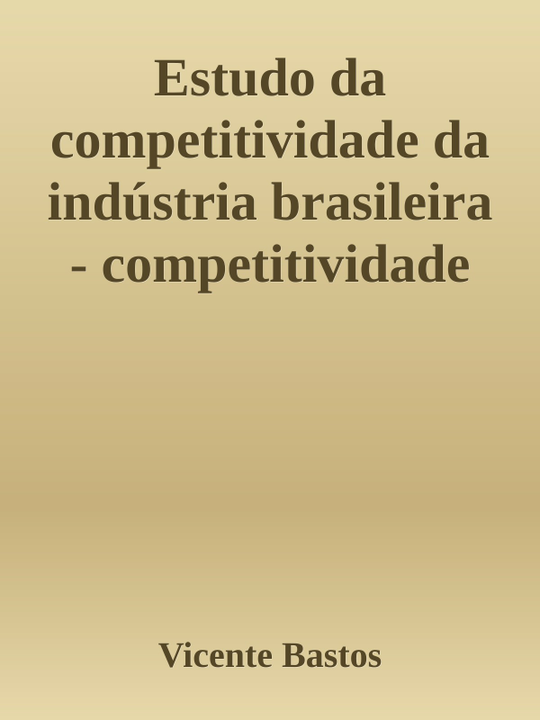 Estudo da
competitividade da
indústria brasileira
- competitividade
Vicente Bastos